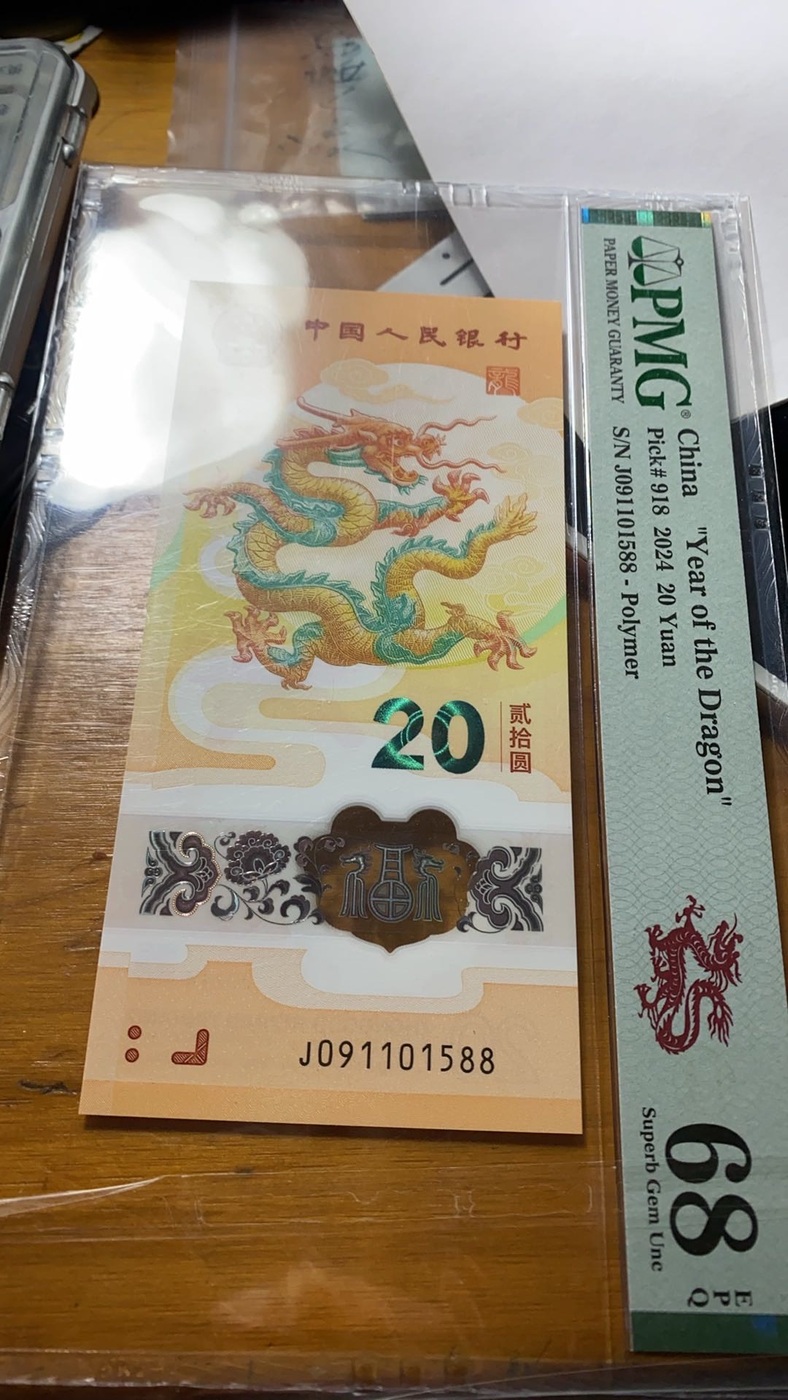 中国人民银行
龍
20
贰拾圆
J091101588
PMG®
PAPER MONEY GUARANTY
China "Year of the Dragon"
Pick# 918 2024 20 Yuan
S/N J091101588 - Polymer
68
EPQ
Superb Gem Unc